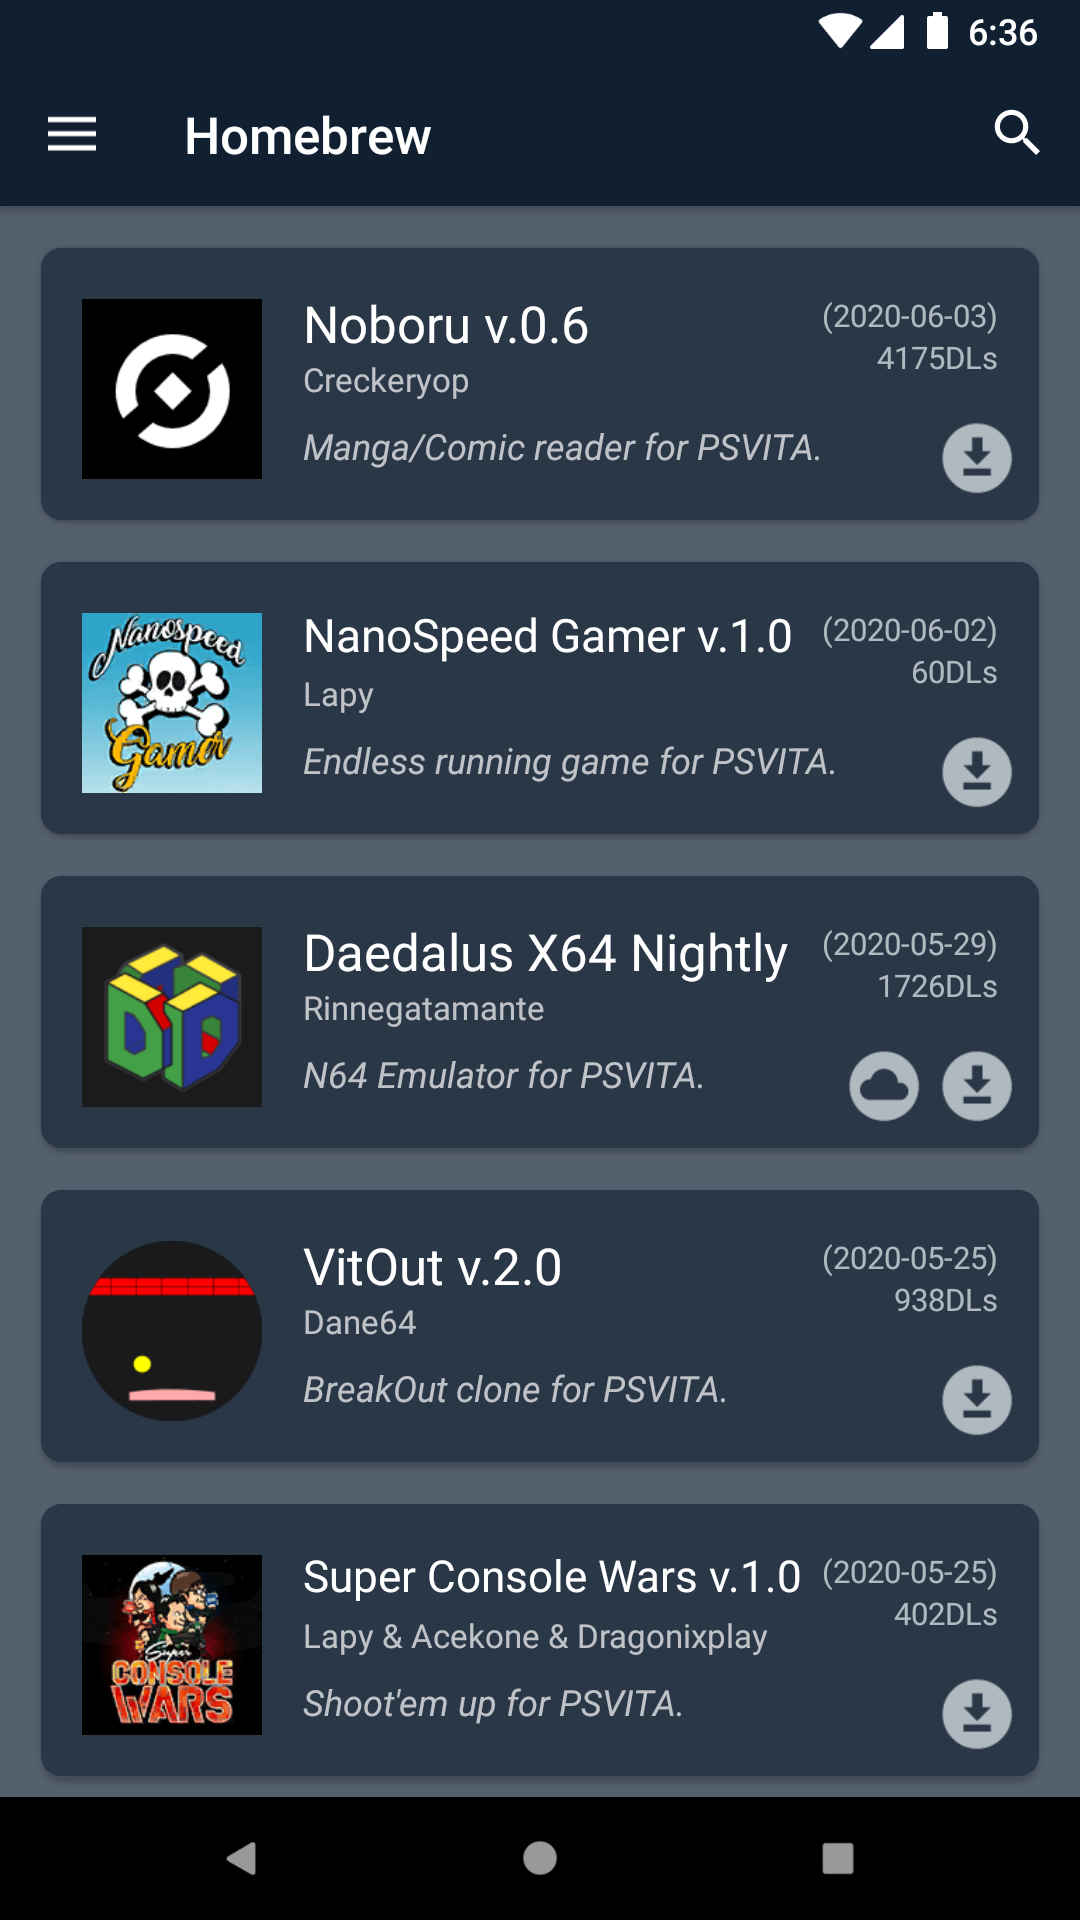 6:36
Homebrew
Noboru v.0.6
(2020-06-03)
4175DLs
Creckeryop
Manga/Comic reader for PSVITA.
Nanospeed
Gamer
NanoSpeed Gamer v.1.0
(2020-06-02)
60DLs
Lapy
Endless running game for PSVITA.
Daedalus X64 Nightly
(2020-05-29)
1726DLs
Rinnegatamante
N64 Emulator for PSVITA.
VitOut v.2.0
(2020-05-25)
938DLs
Dane64
BreakOut clone for PSVITA.
Super
CONSOLE
WARS
Super Console Wars v.1.0
(2020-05-25)
402DLs
Lapy & Acekone & Dragonixplay
Shoot'em up for PSVITA.